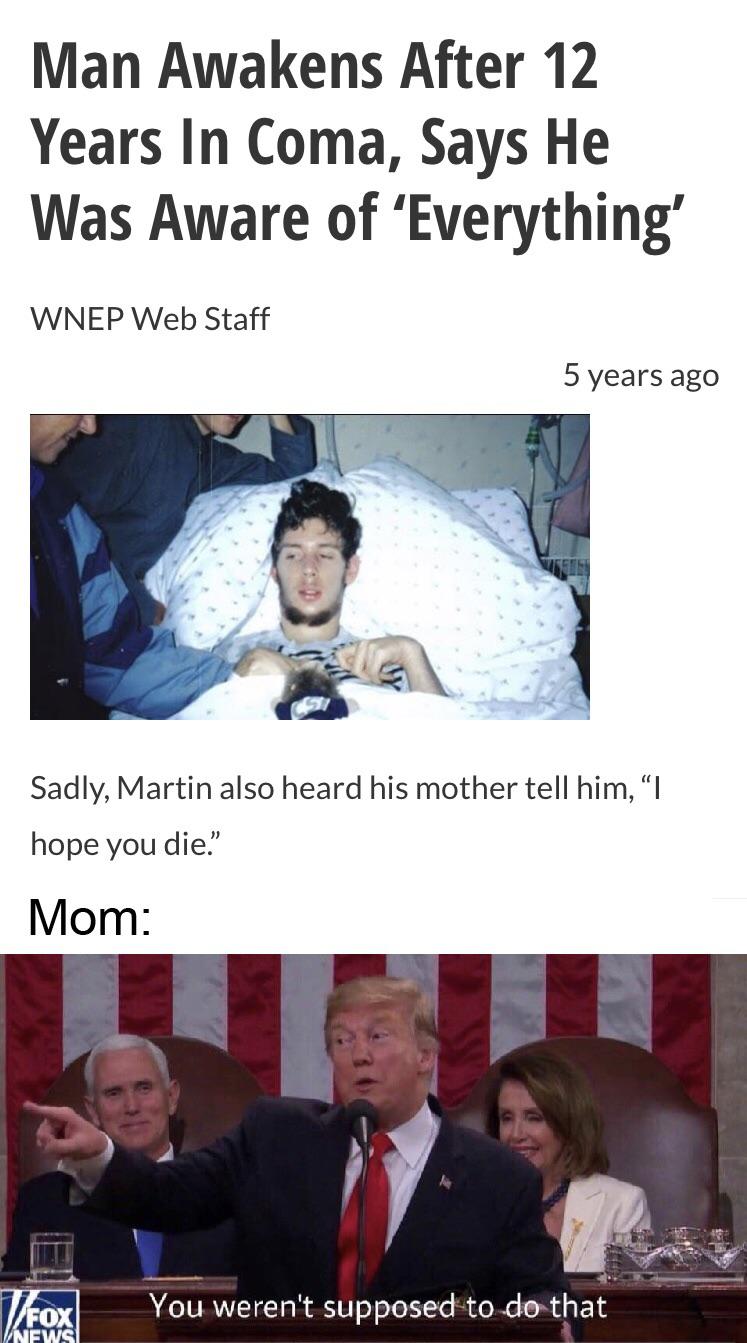 Man Awakens After 12
Years In Coma, Says He
Was Aware of ‘Everything’
WNEP Web Staff
5 years ago
Sadly, Martin also heard his mother tell him, “I
hope you die.”
Mom:
You weren't supposed to do that
FOX
NEWS